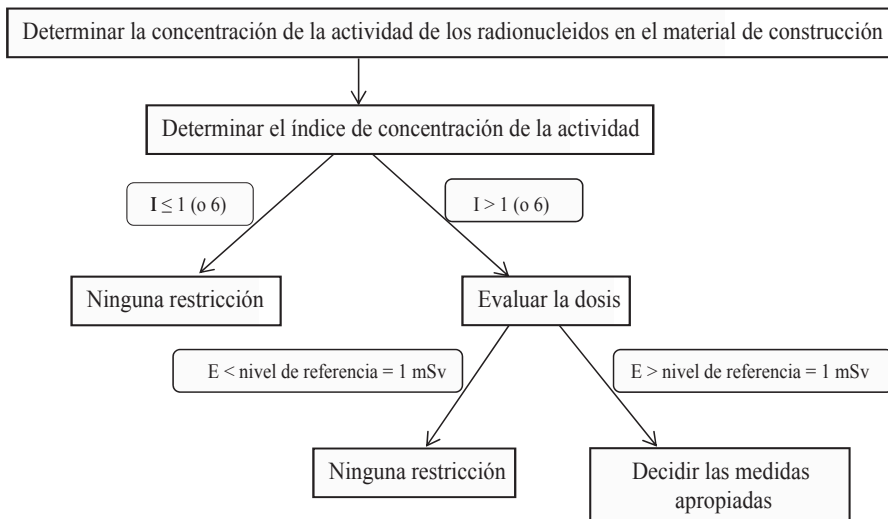 Determinar la concentración de la actividad de los radionucleidos en el material de construcción
Determinar el índice de concentración de la actividad
I ≤ 1 (o 6)
I > 1 (o 6)
Ninguna restricción
Evaluar la dosis
E < nivel de referencia = 1 mSv
E > nivel de referencia = 1 mSv
Ninguna restricción
Decidir las medidas
apropiadas